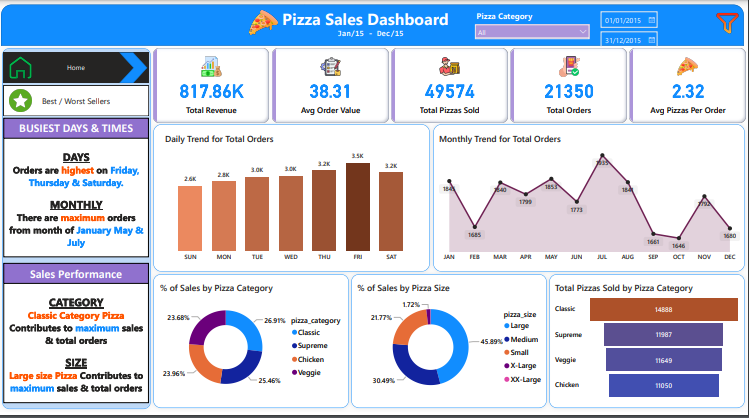 Pizza Sales Dashboard
Jan/15 - Dec/15
Pizza Category
All
01/01/2015
31/12/2015
Home
Best / Worst Sellers
BUSIEST DAYS & TIMES
DAYS
Orders are highest on Friday,
Thursday & Saturday.
MONTHLY
There are maximum orders
from month of January May &
July
Sales Performance
CATEGORY
Classic Category Pizza
Contributes to maximum sales
& total orders
SIZE
Large size Pizza Contributes to
maximum sales & total orders
817.86K
Total Revenue
38.31
Avg Order Value
49574
Total Pizzas Sold
21350
Total Orders
2.32
Avg Pizzas Per Order
Daily Trend for Total Orders
2.6K 2.8K 3.0K 3.0K 3.2K 3.5K 3.2K
SUN MON TUE WED THU FRI SAT
Monthly Trend for Total Orders
1845 1685 1840 1799 1853 1773 1935 1841 1661 1646 1792 1680
JAN FEB MAR APR MAY JUN JUL AUG SEP OCT NOV DEC
% of Sales by Pizza Category
23.68%
26.91%
23.96%
25.46%
pizza_category
Classic
Supreme
Chicken
Veggie
% of Sales by Pizza Size
1.72%
21.77%
45.89%
30.49%
pizza_size
Large
Medium
Small
X-Large
XX-Large
Total Pizzas Sold by Pizza Category
Classic 14888
Supreme 11987
Veggie 11649
Chicken 11050